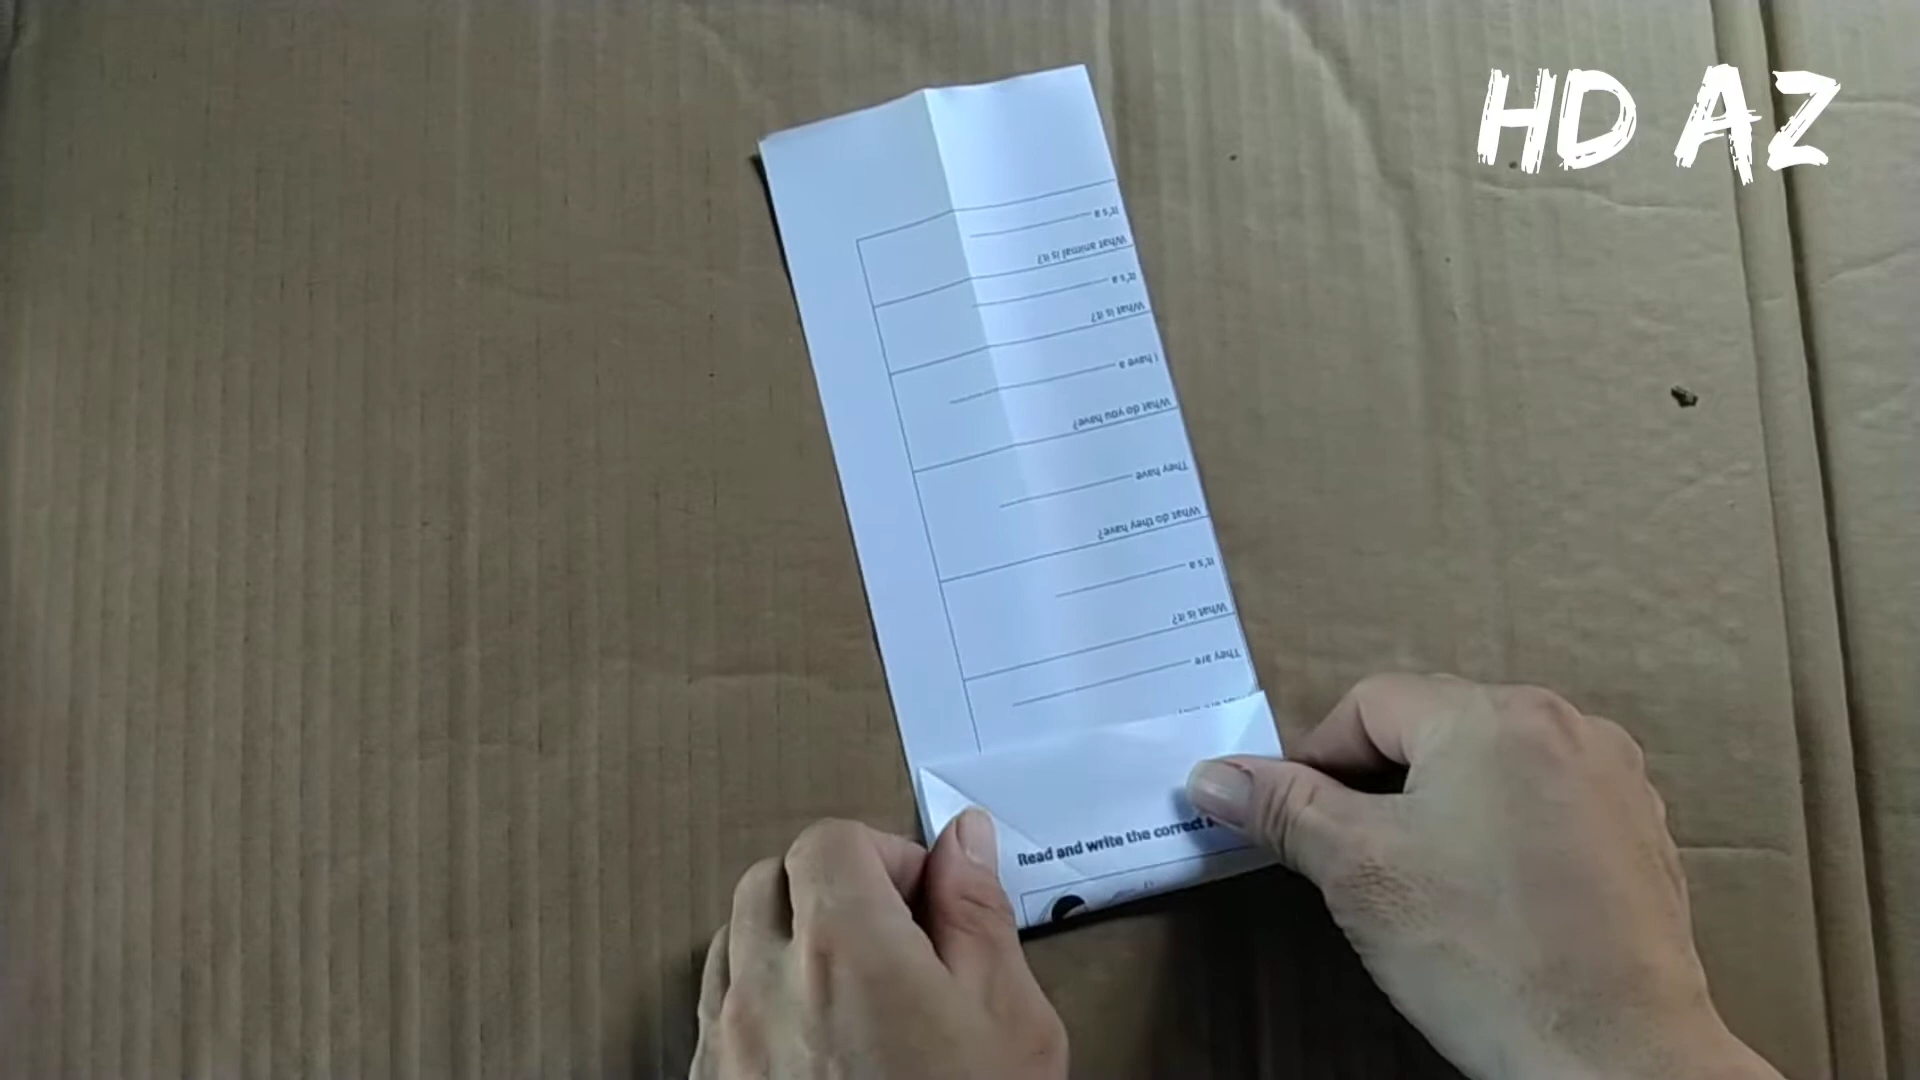 HD AZ
It's a
What animal is it?
It's a
What is it?
I have a
What do you have?
They have
What do they have?
It's a
What is it?
They are
Read and write the correct